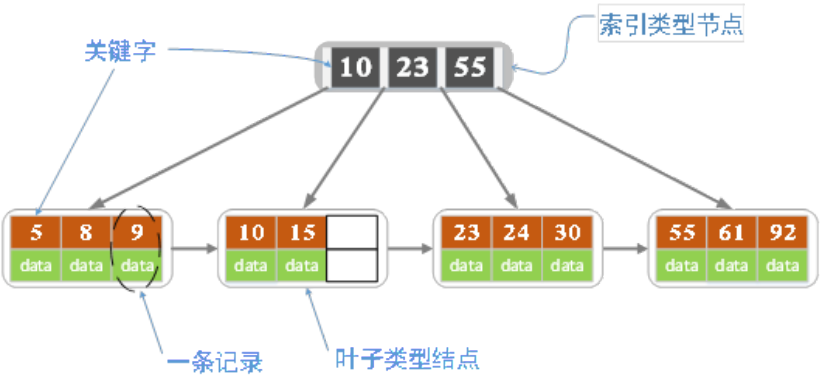 索引类型节点
关键字
10 23 55
5 8 9
data data data
10 15
data data
23 24 30
data data data
55 61 92
data data data
一条记录
叶子类型结点